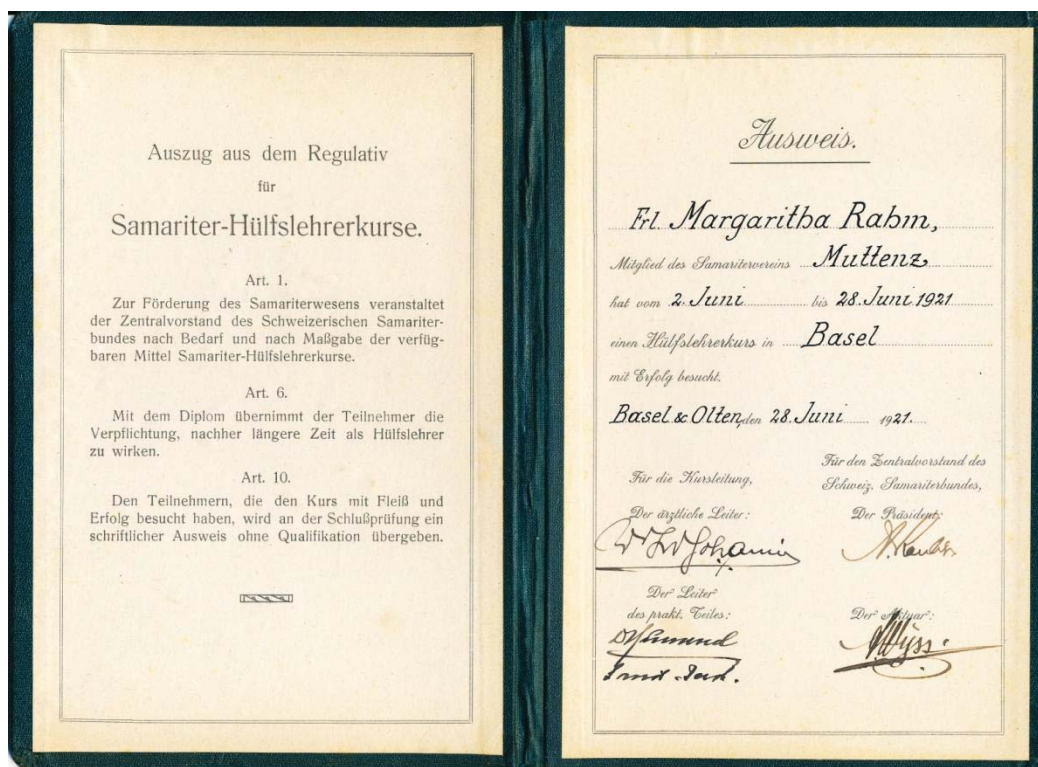 Auszug aus dem Regulativ
für
Samariter-Hülfslehrerkurse.
Art. 1.
Zur Förderung des Samariterwesens veranstaltet
der Zentralvorstand des Schweizerischen Samariter-
bundes nach Bedarf und nach Maßgabe der verfüg-
baren Mittel Samariter-Hülfslehrerkurse.
Art. 6.
Mit dem Diplom übernimmt der Teilnehmer die
Verpflichtung, nachher längere Zeit als Hülfslehrer
zu wirken.
Art. 10.
Den Teilnehmern, die den Kurs mit Fleiß und
Erfolg besucht haben, wird an der Schlußprüfung ein
schriftlicher Ausweis ohne Qualifikation übergeben.
Ausweis.
Frl. Margaritha Rahm,
Mitglied des Samaritervereins Muttenz
hat vom 2. Juni bis 28. Juni 1921
einen Hülfslehrerkurs in Basel
mit Erfolg besucht.
Basel & Olten, den 28. Juni 1921.
Für die Kursleitung,
Der ärztliche Leiter:
Der Leiter
des prakt. Teiles:
Für den Zentralvorstand des
Schweiz. Samariterbundes,
Der Präsident:
Der Aktuar:
Wyss.